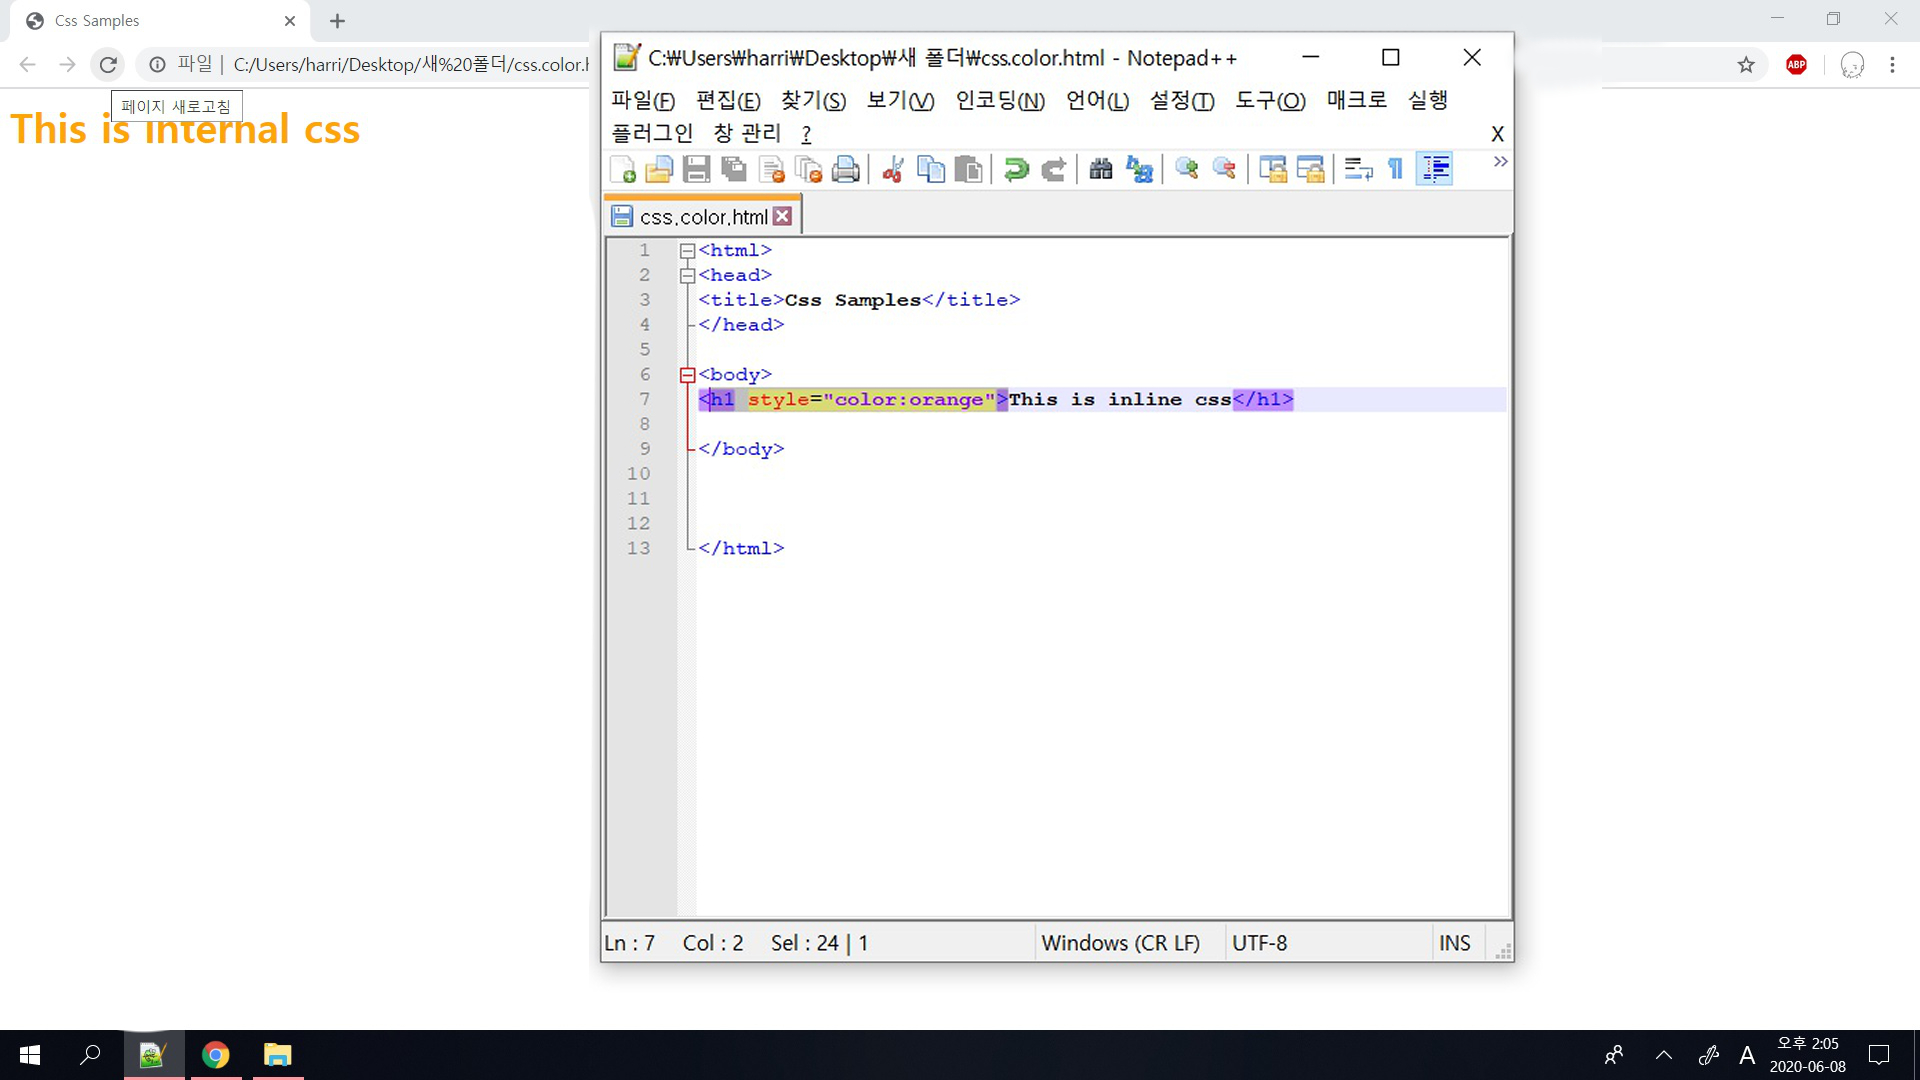 Css Samples
파일 | C:/Users/harri/Desktop/새%20폴더/css.color.h
ABP
페이지 새로고침
This is internal css
C:₩Users₩harri₩Desktop₩새 폴더₩css.color.html - Notepad++
파일(F) 편집(E) 찾기(S) 보기(V) 인코딩(N) 언어(L) 설정(T) 도구(O) 매크로 실행
플러그인 창 관리 ? X
css.color.html
1 <html>
2 <head>
3 <title>Css Samples</title>
4 </head>
5
6 <body>
7 <h1 style="color:orange">This is inline css</h1>
8
9 </body>
10
11
12
13 </html>
Ln : 7 Col : 2 Sel : 24 | 1 Windows (CR LF) UTF-8 INS
A
오후 2:05
2020-06-08